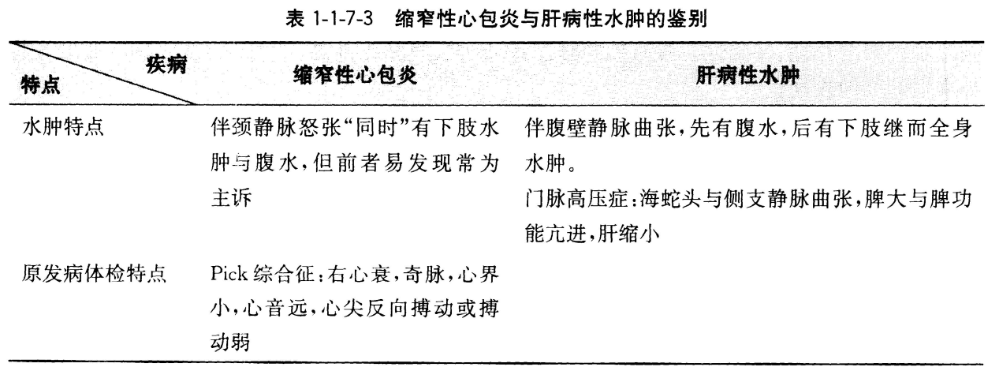 表 1-1-7-3 缩窄性心包炎与肝病性水肿的鉴别
疾病
特点
缩窄性心包炎
肝病性水肿
水肿特点
伴颈静脉怒张“同时”有下肢水
肿与腹水,但前者易发现常为
主诉
伴腹壁静脉曲张,先有腹水,后有下肢继而全身
水肿。
门脉高压症:海蛇头与侧支静脉曲张,脾大与脾功
能亢进,肝缩小
原发病体检特点
Pick 综合征:右心衰,奇脉,心界
小,心音远,心尖反向搏动或搏
动弱